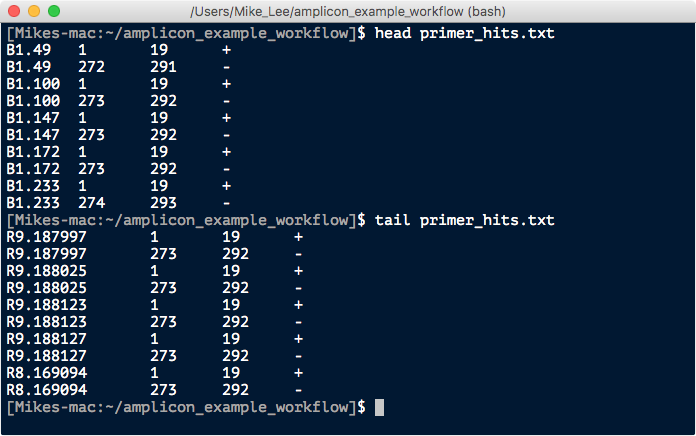 /Users/Mike_Lee/amplicon_example_workflow (bash)
[Mikes-mac:~/amplicon_example_workflow]$ head primer_hits.txt
B1.49 1 19 +
B1.49 272 291 -
B1.100 1 19 +
B1.100 273 292 -
B1.147 1 19 +
B1.147 273 292 -
B1.172 1 19 +
B1.172 273 292 -
B1.233 1 19 +
B1.233 274 293 -
[Mikes-mac:~/amplicon_example_workflow]$ tail primer_hits.txt
R9.187997 1 19 +
R9.187997 273 292 -
R9.188025 1 19 +
R9.188025 273 292 -
R9.188123 1 19 +
R9.188123 273 292 -
R9.188127 1 19 +
R9.188127 273 292 -
R8.169094 1 19 +
R8.169094 273 292 -
[Mikes-mac:~/amplicon_example_workflow]$